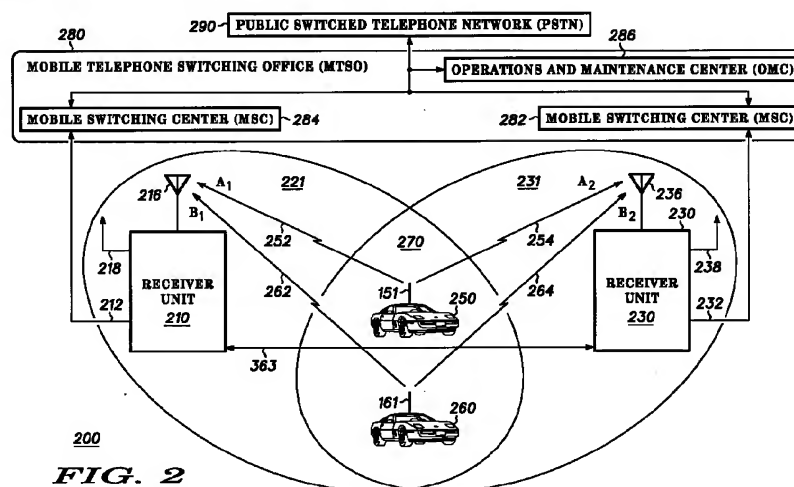 290
PUBLIC SWITCHED TELEPHONE NETWORK (PSTN)
280
286
MOBILE TELEPHONE SWITCHING OFFICE (MTSO)
OPERATIONS AND MAINTENANCE CENTER (OMC)
MOBILE SWITCHING CENTER (MSC)
284
282
MOBILE SWITCHING CENTER (MSC)
216
A1
221
231
A2
236
B1
B2
230
252
270
254
218
262
264
238
RECEIVER UNIT 210
151
250
RECEIVER UNIT 230
212
232
363
161
260
200
FIG. 2